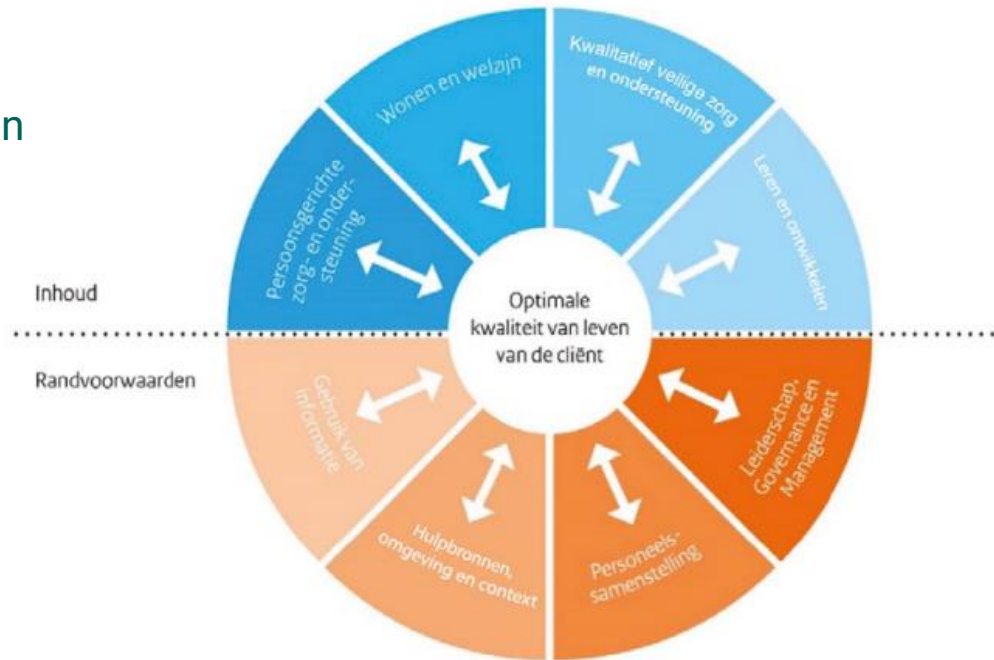 n
Wonen en welzijn
Kwalitatief veilige zorg
en ondersteuning
Persoonsgerichte
zorg- en onder-
steuning
Leren en ontwikkelen
Inhoud
Optimale
kwaliteit van leven
van de cliënt
Randvoorwaarden
Gebruik van
informatie
Leiderschap,
Governance en
Management
Hulpbronnen,
omgeving en context
Personeels-
samenstelling